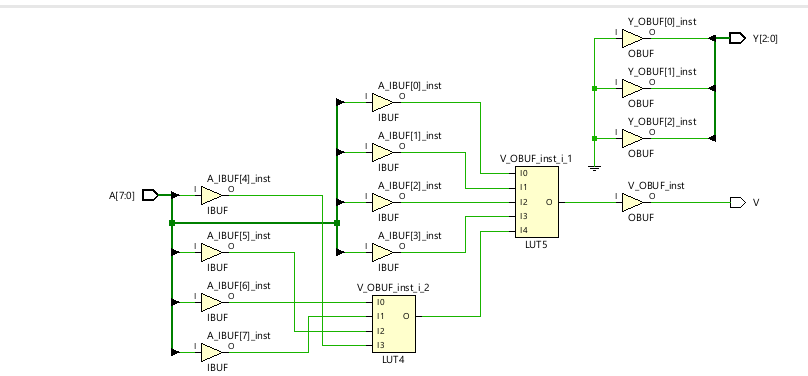 Y_OBUF[0]_inst
I O
OBUF
Y[2:0]
Y_OBUF[1]_inst
I O
OBUF
Y_OBUF[2]_inst
I O
OBUF
A_IBUF[0]_inst
I O
IBUF
A_IBUF[1]_inst
I O
IBUF
A_IBUF[2]_inst
I O
IBUF
A_IBUF[3]_inst
I O
IBUF
A[7:0]
A_IBUF[4]_inst
I O
IBUF
A_IBUF[5]_inst
I O
IBUF
A_IBUF[6]_inst
I O
IBUF
A_IBUF[7]_inst
I O
IBUF
V_OBUF_inst_i_2
I0
I1 O
I2
I3
LUT4
V_OBUF_inst_i_1
I0
I1
I2 O
I3
I4
LUT5
V_OBUF_inst
I O
OBUF
V